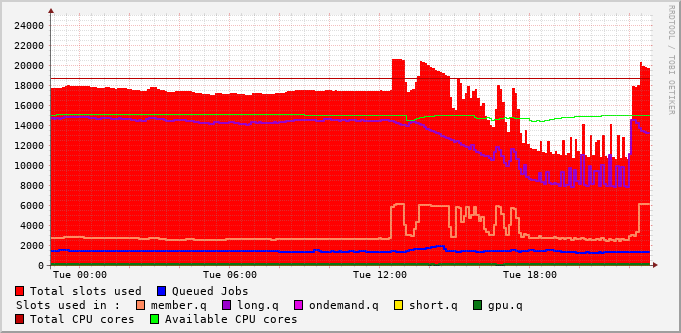 24000
22000
20000
18000
16000
14000
12000
10000
8000
6000
4000
2000
0
Tue 00:00 Tue 06:00 Tue 12:00 Tue 18:00
RRDTOOL / TOBI OETIKER
Total slots used Queued Jobs
Slots used in : member.q long.q ondemand.q short.q gpu.q
Total CPU cores Available CPU cores